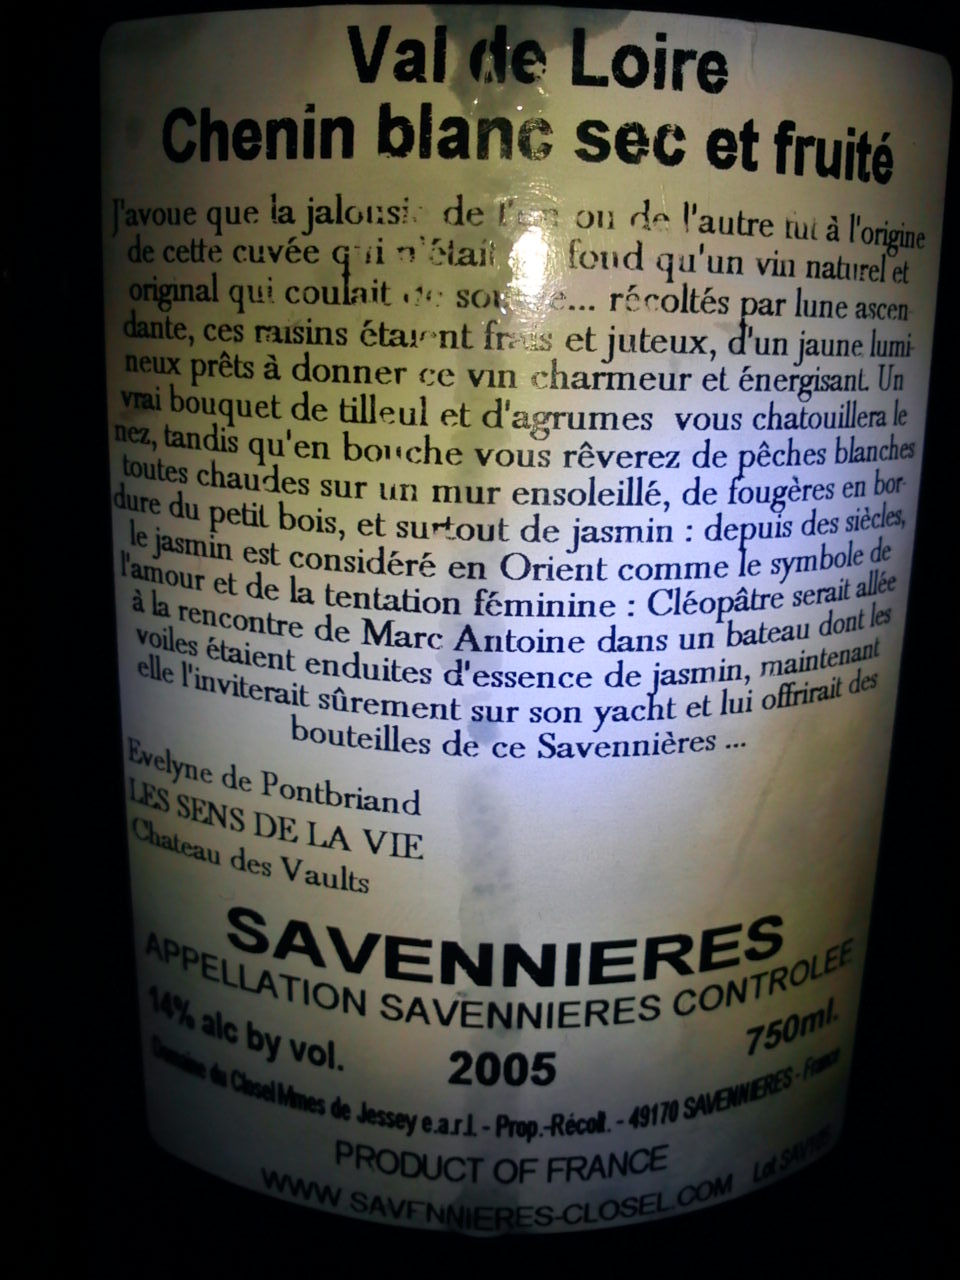 Val de Loire
Chenin blanc sec et fruité
J'avoue que la jalousie de l'un ou de l'autre fut à l'origine
de cette cuvée qui n'était fond qu'un vin naturel et
original qui coulait de ... récoltés par lune ascen-
dante, ces raisins étaient frais et juteux, d'un jaune lumi-
neux prêts à donner ce vin charmeur et énergisant. Un
vrai bouquet de tilleul et d'agrumes vous chatouillera le
nez, tandis qu'en bouche vous rêverez de pêches blanches
toutes chaudes sur un mur ensoleillé, de fougères en bor-
dure du petit bois, et surtout de jasmin : depuis des siècles,
le jasmin est considéré en Orient comme le symbole de
l'amour et de la tentation féminine : Cléopâtre serait allée
à la rencontre de Marc Antoine dans un bateau dont les
voiles étaient enduites d'essence de jasmin, maintenant
elle l'inviterait sûrement sur son yacht et lui offrirait des
bouteilles de ce Savennières ...
Evelyne de Pontbriand
LES SENS DE LA VIE
Chateau des Vaults
SAVENNIERES
APPELLATION SAVENNIERES CONTROLEE
14% alc by vol. 2005 750ml.
Domaine du Closel Mmes de Jessey e.a.r.l. - Prop.-Récolt. - 49170 SAVENNIERES - France
PRODUCT OF FRANCE
WWW.SAVENNIERES-CLOSEL.COM Lot